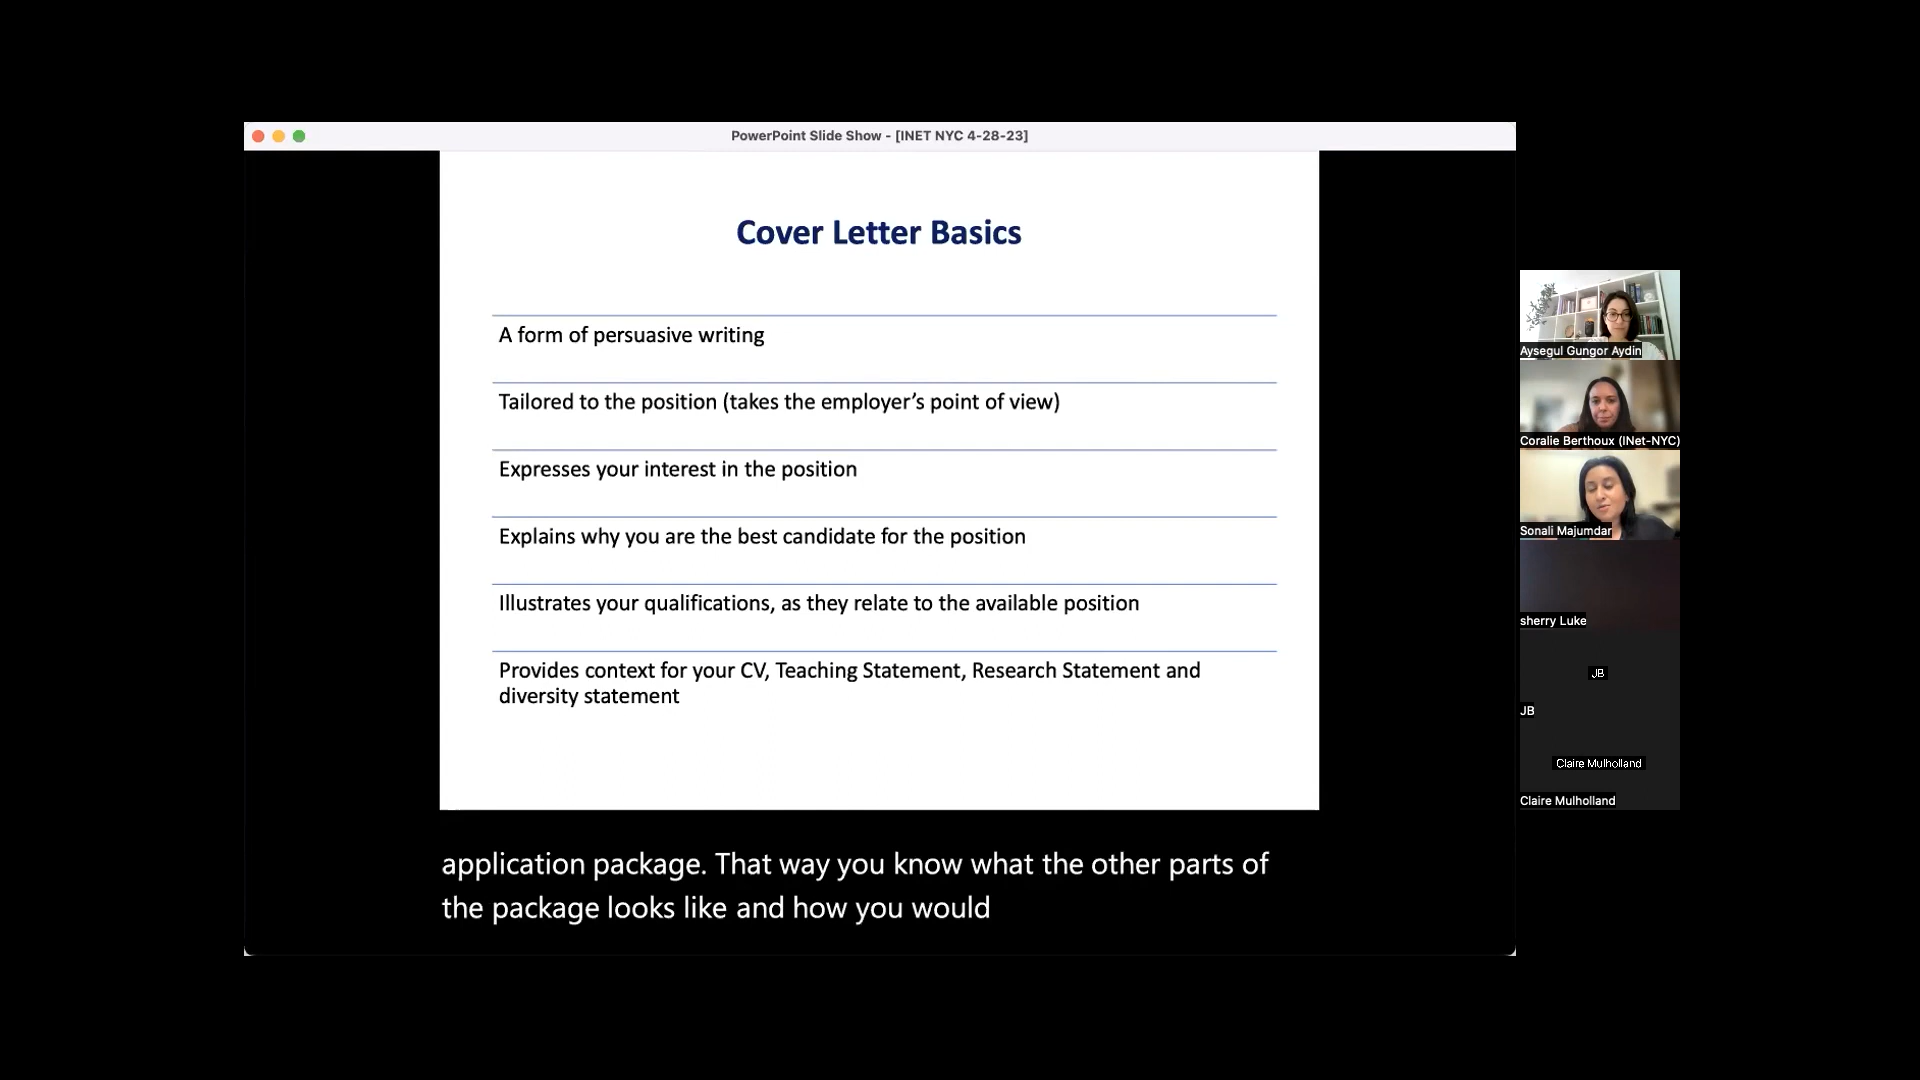 PowerPoint Slide Show - [INET NYC 4-28-23]
Cover Letter Basics
A form of persuasive writing
Tailored to the position (takes the employer’s point of view)
Expresses your interest in the position
Explains why you are the best candidate for the position
Illustrates your qualifications, as they relate to the available position
Provides context for your CV, Teaching Statement, Research Statement and
diversity statement
application package. That way you know what the other parts of
the package looks like and how you would
Aysegul Gungor Aydin
Coralie Berthoux (INet-NYC)
Sonali Majumdar
sherry Luke
JB
JB
Claire Mulholland
Claire Mulholland